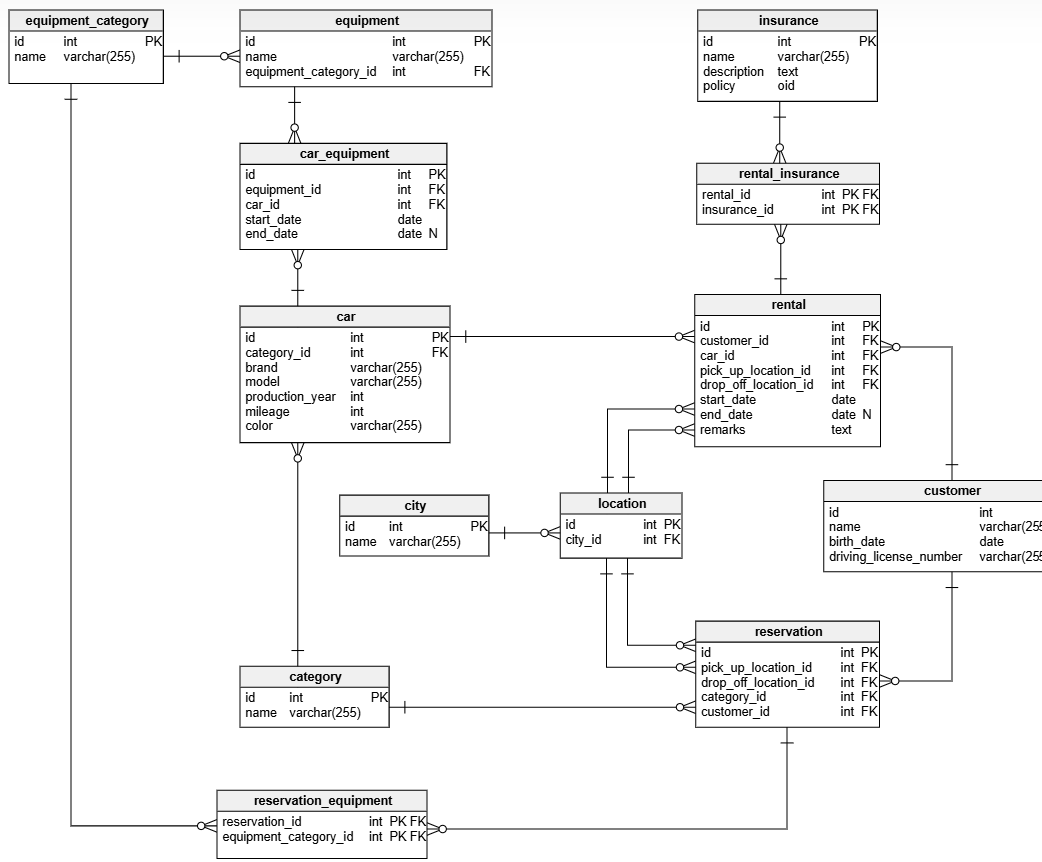 equipment_category
id int PK
name varchar(255)
equipment
id int PK
name varchar(255)
equipment_category_id int FK
insurance
id int PK
name varchar(255)
description text
policy oid
car_equipment
id int PK
equipment_id int FK
car_id int FK
start_date date
end_date date N
rental_insurance
rental_id int PK FK
insurance_id int PK FK
car
id int PK
category_id int FK
brand varchar(255)
model varchar(255)
production_year int
mileage int
color varchar(255)
rental
id int PK
customer_id int FK
car_id int FK
pick_up_location_id int FK
drop_off_location_id int FK
start_date date
end_date date N
remarks text
city
id int PK
name varchar(255)
location
id int PK
city_id int FK
customer
id int
name varchar(255
birth_date date
driving_license_number varchar(255
reservation
id int PK
pick_up_location_id int FK
drop_off_location_id int FK
category_id int FK
customer_id int FK
category
id int PK
name varchar(255)
reservation_equipment
reservation_id int PK FK
equipment_category_id int PK FK